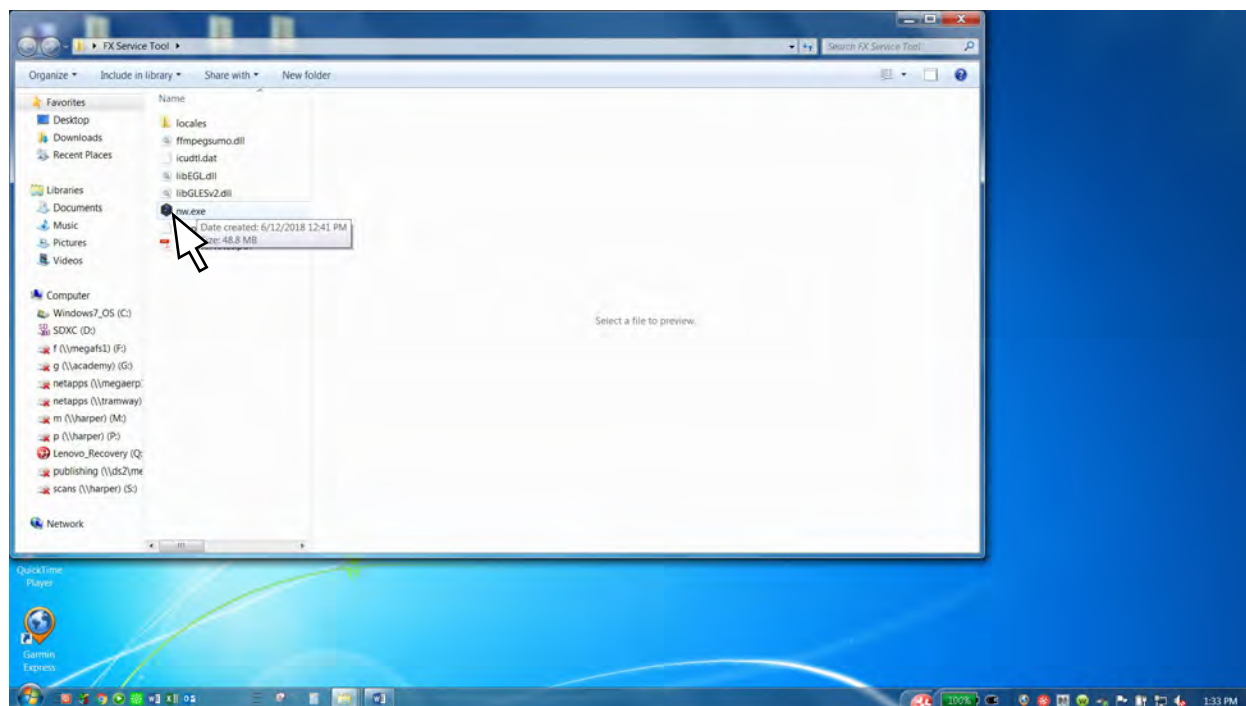 FX Service Tool
Search FX Service Tool
Organize
Include in library
Share with
New folder
Favorites
Desktop
Downloads
Recent Places
Libraries
Documents
Music
Pictures
Videos
Computer
Windows7_OS (C:)
SDXC (D:)
f (\\megafs1) (F:)
g (\\academy) (G:)
netapps (\\megaerp
netapps (\\tramway)
m (\\harper) (M:)
p (\\harper) (P:)
Lenovo_Recovery (Q:
publishing (\\ds2\me
scans (\\harper) (S:)
Network
Name
locales
ffmpegsumo.dll
icudtl.dat
libEGL.dll
libGLESv2.dll
nw.exe
Date created: 6/12/2018 12:41 PM
Size: 48.8 MB
Select a file to preview.
QuickTime
Player
Garmin
Express
100%
1:33 PM